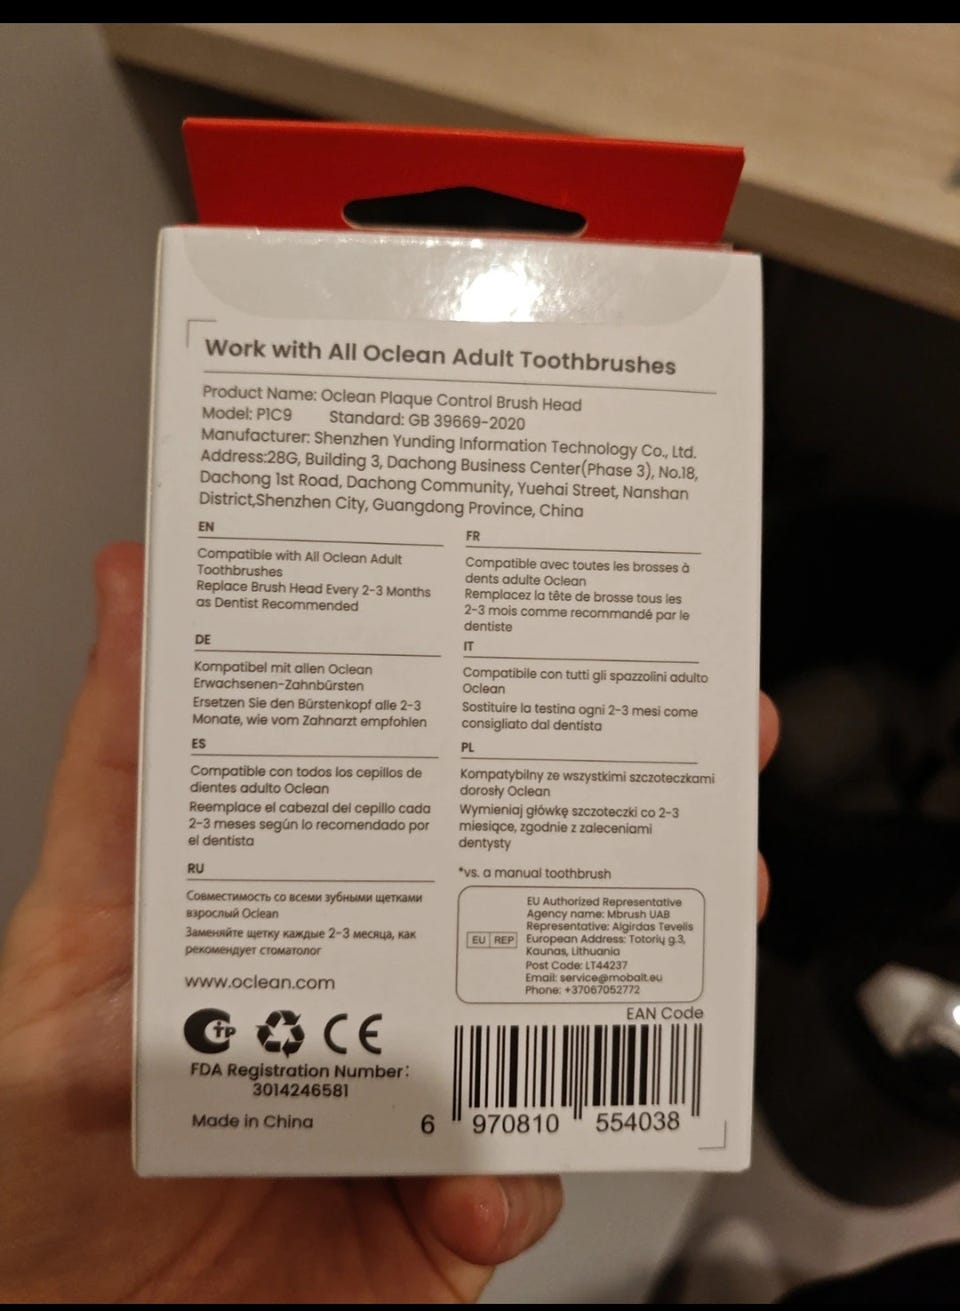 Work with All Oclean Adult Toothbrushes
Product Name: Oclean Plaque Control Brush Head
Model: P1C9 Standard: GB 39669-2020
Manufacturer: Shenzhen Yunding Information Technology Co., Ltd.
Address:28G, Building 3, Dachong Business Center(Phase 3), No.18,
Dachong 1st Road, Dachong Community, Yuehai Street, Nanshan
District,Shenzhen City, Guangdong Province, China
EN
Compatible with All Oclean Adult
Toothbrushes
Replace Brush Head Every 2-3 Months
as Dentist Recommended
FR
Compatible avec toutes les brosses à
dents adulte Oclean
Remplacez la tête de brosse tous les
2-3 mois comme recommandé par le
dentiste
DE
Kompatibel mit allen Oclean
Erwachsenen-Zahnbürsten
Ersetzen Sie den Bürstenkopf alle 2-3
Monate, wie vom Zahnarzt empfohlen
IT
Compatibile con tutti gli spazzolini adulto
Oclean
Sostituire la testina ogni 2-3 mesi come
consigliato dal dentista
ES
Compatible con todos los cepillos de
dientes adulto Oclean
Reemplace el cabezal del cepillo cada
2-3 meses según lo recomendado por
el dentista
PL
Kompatybilny ze wszystkimi szczoteczkami
dorosły Oclean
Wymieniaj główkę szczoteczki co 2-3
miesiące, zgodnie z zaleceniami
dentysty
RU
Совместимость со всеми зубными щетками
взрослый Oclean
Заменяйте щетку каждые 2-3 месяца, как
рекомендует стоматолог
*vs. a manual toothbrush
EU REP
EU Authorized Representative
Agency name: Mbrush UAB
Representative: Algirdas Tevelis
European Address: Totorių g.3,
Kaunas, Lithuania
Post Code: LT44237
Email: service@mobalt.eu
Phone: +37067052772
www.oclean.com
CE
FDA Registration Number:
3014246581
Made in China
EAN Code
6 970810 554038